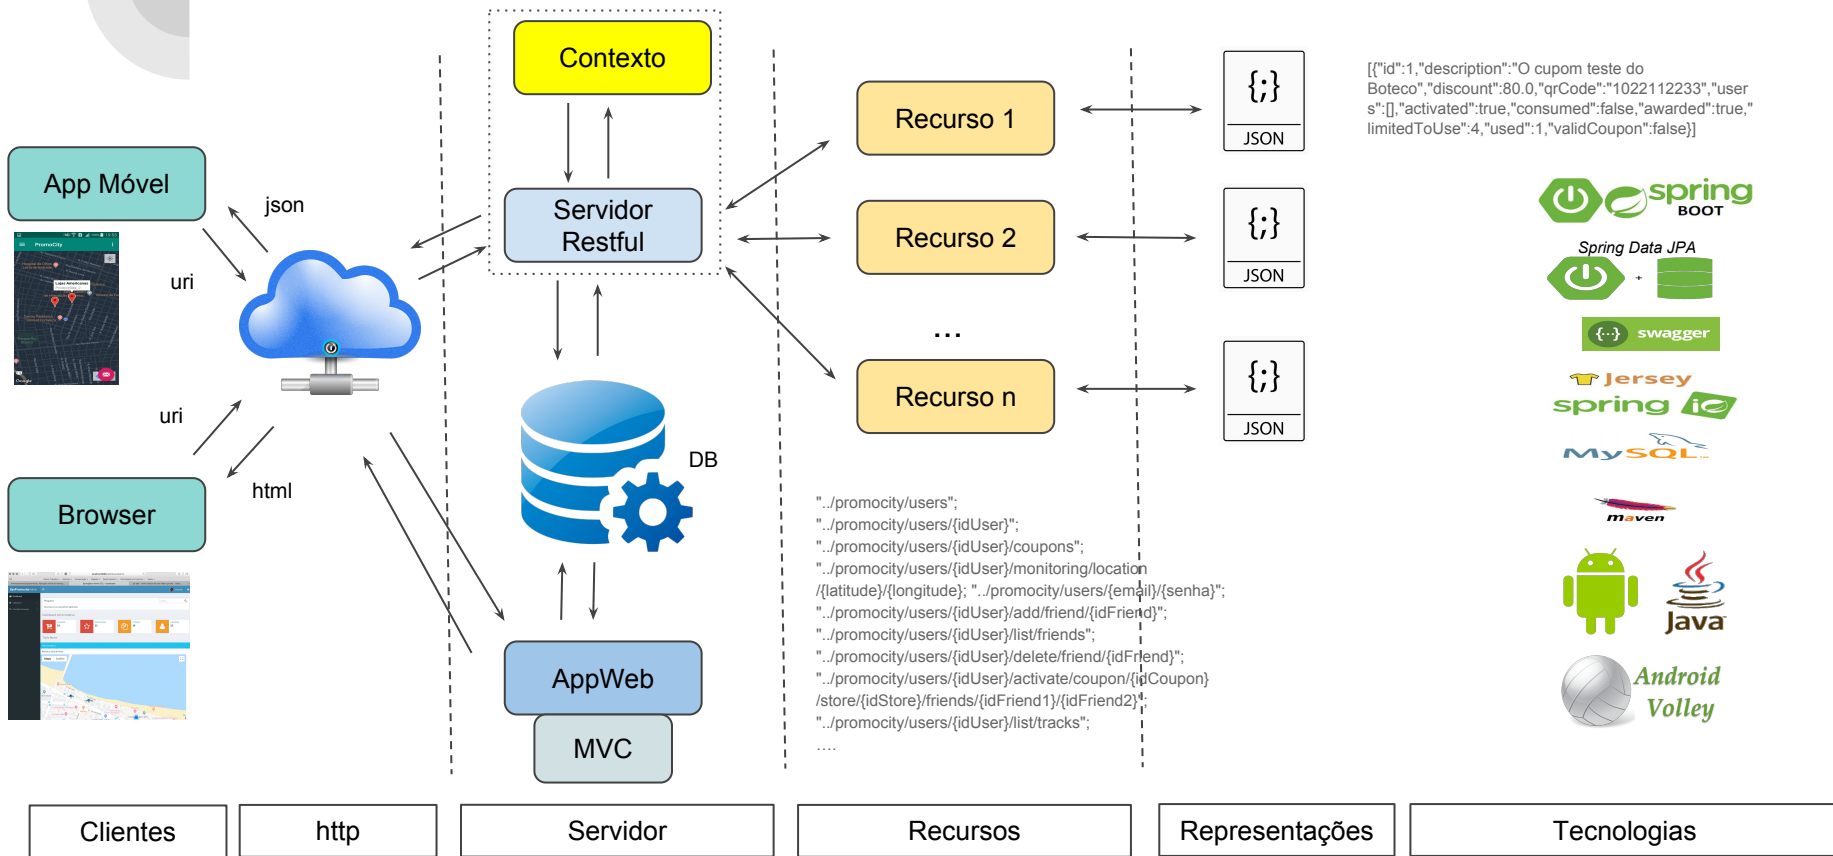 Contexto
Servidor
Restful
App Móvel
json
uri
PromoCity
Lojas Americanas
Google
uri
html
Browser
DB
AppWeb
MVC
Recurso 1
Recurso 2
...
Recurso n
{;}
JSON
{;}
JSON
{;}
JSON
"../promocity/users";
"../promocity/users/{idUser}";
"../promocity/users/{idUser}/coupons";
"../promocity/users/{idUser}/monitoring/location
/{latitude}/{longitude}; "../promocity/users/{email}/{senha}";
"../promocity/users/{idUser}/add/friend/{idFriend}";
"../promocity/users/{idUser}/list/friends";
"../promocity/users/{idUser}/delete/friend/{idFriend}";
"../promocity/users/{idUser}/activate/coupon/{idCoupon}
/store/{idStore}/friends/{idFriend1}/{idFriend2}";
"../promocity/users/{idUser}/list/tracks";
....
[{"id":1,"description":"O cupom teste do
Boteco","discount":80.0,"qrCode":"1022112233","user
s":[],"activated":true,"consumed":false,"awarded":true,"
limitedToUse":4,"used":1,"validCoupon":false}]
spring
BOOT
Spring Data JPA
+
{···} swagger
Jersey
spring io
MySQL
maven
Java
Android
Volley
Clientes
http
Servidor
Recursos
Representações
Tecnologias